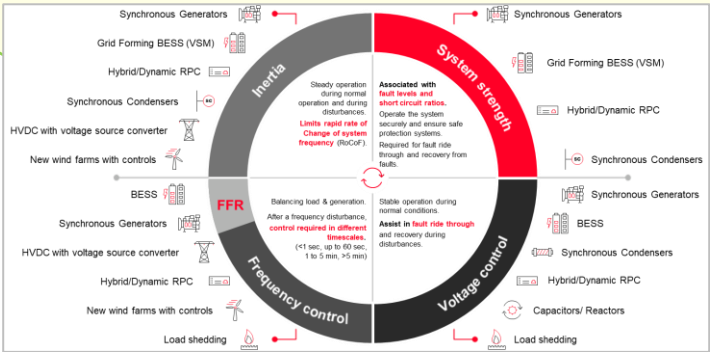 Synchronous Generators
Grid Forming BESS (VSM)
Hybrid/Dynamic RPC
Synchronous Condensers
SC
HVDC with voltage source converter
New wind farms with controls
Inertia
Steady operation
during normal
operation and during
disturbances.
Limits rapid rate of
Change of system
frequency (RoCoF).
System strength
Associated with
fault levels and
short circuit ratios.
Operate the system
securely and ensure safe
protection systems.
Required for fault ride
through and recovery from
faults.
Synchronous Generators
Grid Forming BESS (VSM)
Hybrid/Dynamic RPC
SC
Synchronous Condensers
BESS
Synchronous Generators
HVDC with voltage source converter
Hybrid/Dynamic RPC
New wind farms with controls
Load shedding
FFR
Frequency control
Balancing load & generation.
After a frequency disturbance,
control required in different
timescales.
(<1 sec, up to 60 sec,
1 to 5 min, >5 min)
Stable operation during
normal conditions.
Assist in fault ride through
and recovery during
disturbances.
Voltage control
Synchronous Generators
BESS
Synchronous Condensers
Hybrid/Dynamic RPC
Capacitors/ Reactors
Load shedding